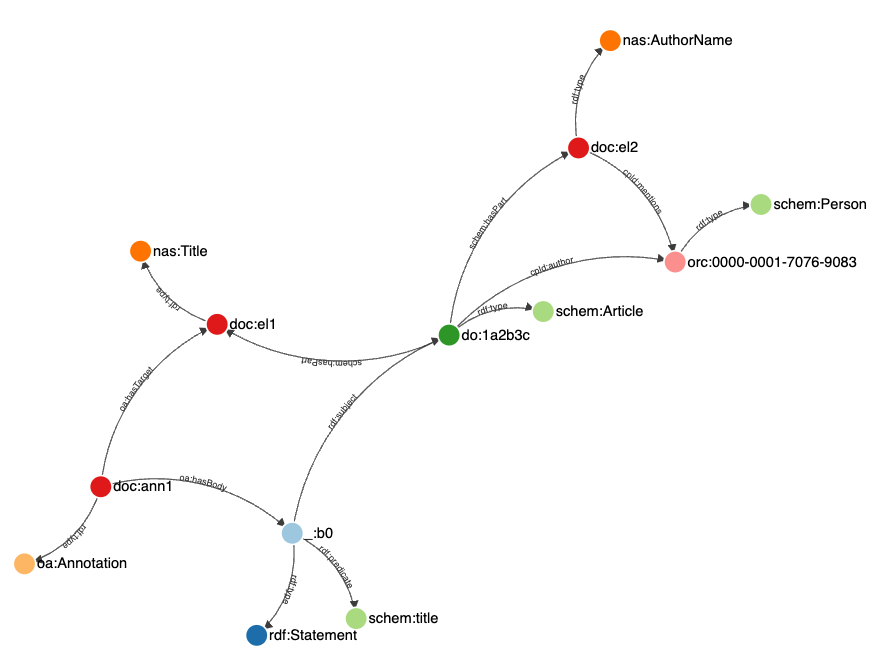 nas:AuthorName
rdf:type
doc:el2
cpld:mentions
schem:Person
rdf:type
schem:hasPart
nas:Title
orc:0000-0001-7076-9083
cpld:author
rdf:type
schem:Article
rdf:type
doc:el1
do:1a2b3c
schem:hasPart
oa:hasTarget
rdf:subject
doc:ann1
oa:hasBody
_:b0
rdf:type
oa:Annotation
rdf:predicate
rdf:type
schem:title
rdf:Statement